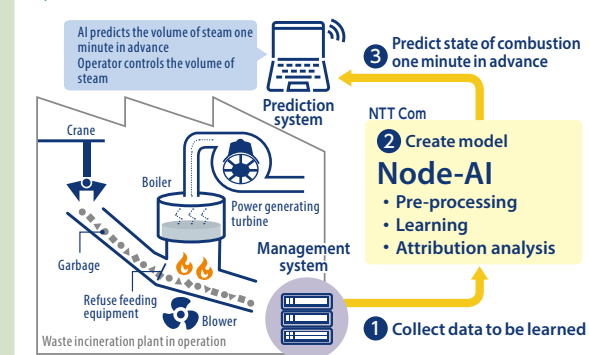 AI predicts the volume of steam one
minute in advance
Operator controls the volume of
steam
Prediction
system
❸ Predict state of combustion
one minute in advance
NTT Com
❷ Create model
Node-AI
・Pre-processing
・Learning
・Attribution analysis
Crane
Boiler
Power generating
turbine
Garbage
Management
system
Refuse feeding
equipment
Blower
❶ Collect data to be learned
Waste incineration plant in operation